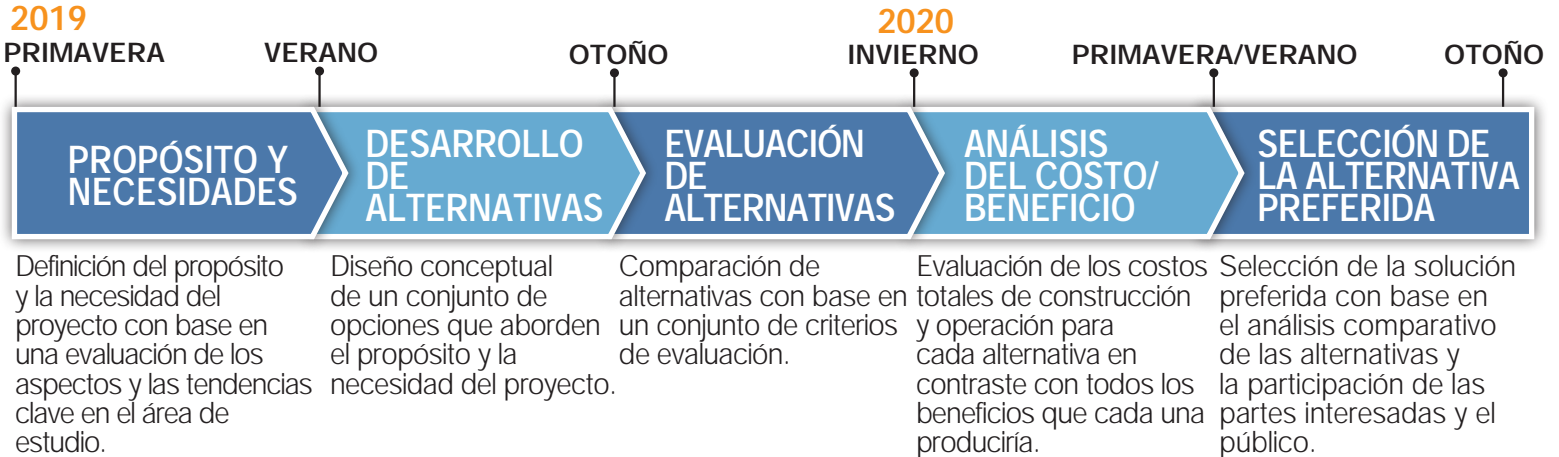 2019
2020
PRIMAVERA
VERANO
OTOÑO
INVIERNO
PRIMAVERA/VERANO
OTOÑO
PROPÓSITO Y
NECESIDADES
DESARROLLO
DE
ALTERNATIVAS
EVALUACIÓN
DE
ALTERNATIVAS
ANÁLISIS
DEL COSTO/
BENEFICIO
SELECCIÓN DE
LA ALTERNATIVA
PREFERIDA
Definición del propósito
y la necesidad del
proyecto con base en
una evaluación de los
aspectos y las tendencias
clave en el área de
estudio.
Diseño conceptual
de un conjunto de
opciones que aborden
el propósito y la
necesidad del proyecto.
Comparación de
alternativas con base en
un conjunto de criterios
de evaluación.
Evaluación de los costos
totales de construcción
y operación para
cada alternativa en
contraste con todos los
beneficios que cada una
produciría.
Selección de la solución
preferida con base en
el análisis comparativo
de las alternativas y
la participación de las
partes interesadas y el
público.